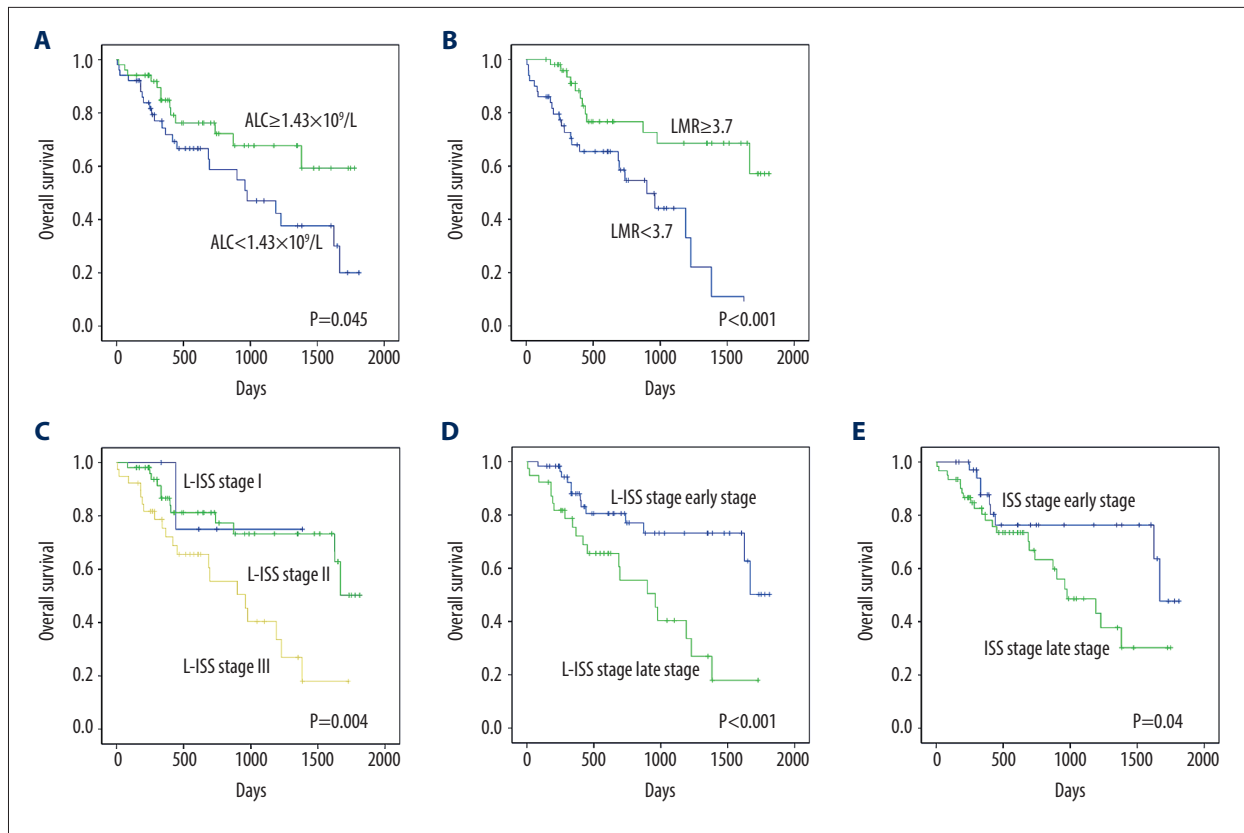 A
Overall survival
1.0
0.8
0.6
0.4
0.2
0.0
ALC≥1.43×10⁹/L
ALC<1.43×10⁹/L
P=0.045
0 500 1000 1500 2000
Days
B
Overall survival
1.0
0.8
0.6
0.4
0.2
0.0
LMR≥3.7
LMR<3.7
P<0.001
0 500 1000 1500 2000
Days
C
Overall survival
1.0
0.8
0.6
0.4
0.2
0.0
L-ISS stage I
L-ISS stage II
L-ISS stage III
P=0.004
0 500 1000 1500 2000
Days
D
Overall survival
1.0
0.8
0.6
0.4
0.2
0.0
L-ISS stage early stage
L-ISS stage late stage
P<0.001
0 500 1000 1500 2000
Days
E
Overall survival
1.0
0.8
0.6
0.4
0.2
0.0
ISS stage early stage
ISS stage late stage
P=0.04
0 500 1000 1500 2000
Days